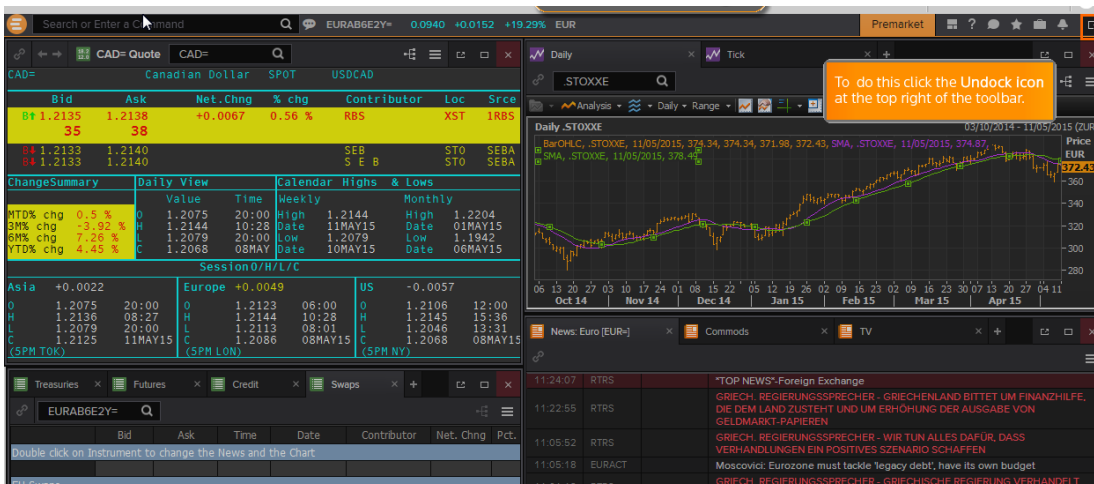 Search or Enter a Command EURAB6E2Y= 0.0940 +0.0152 +19.29% EUR Premarket
CAD= Quote CAD=
CAD= Canadian Dollar SPOT USDCAD
Bid Ask Net.Chng % chg Contributor Loc Srce
B↑ 1.2135 1.2138 +0.0067 0.56 % RBS XST 1RBS
35 38
B↓ 1.2133 1.2140 SEB STO SEBA
B↓ 1.2133 1.2140 S E B STO SEBA
ChangeSummary Daily View Calendar Highs & Lows
Value Time Weekly Monthly
MTD% chg 0.5 % O 1.2075 20:00 High 1.2144 High 1.2204
3M% chg -3.92 % H 1.2144 10:28 Date 11MAY15 Date 01MAY15
6M% chg 7.26 % L 1.2079 20:00 Low 1.2079 Low 1.1942
YTD% chg 4.45 % C 1.2068 08MAY Date 10MAY15 Date 06MAY15
SessionO/H/L/C
Asia +0.0022 Europe +0.0049 US -0.0057
O 1.2075 20:00 O 1.2123 06:00 O 1.2106 12:00
H 1.2136 08:27 H 1.2144 10:28 H 1.2145 15:36
L 1.2079 20:00 L 1.2113 08:01 L 1.2046 13:31
C 1.2125 11MAY15 C 1.2086 08MAY15 C 1.2068 08MAY15
(5PM TOK) (5PM LON) (5PM NY)
Treasuries Futures Credit Swaps
EURAB6E2Y=
Bid Ask Time Date Contributor Net. Chng Pct.
Double click on Instrument to change the News and the Chart
Daily Tick
.STOXXE
To do this click the Undock icon
at the top right of the toolbar.
Analysis Daily Range
Daily .STOXXE 03/10/2014 - 11/05/2015 (ZUR
BarOHLC, .STOXXE, 11/05/2015, 374.34, 374.34, 371.98, 372.43, SMA, .STOXXE, 11/05/2015, 374.87,
SMA, .STOXXE, 11/05/2015, 378.49
Price
EUR
372.43
360
340
320
300
280
06 13 20 27 03 10 17 24 01 08 15 22 05 12 19 26 02 09 16 23 02 09 16 23 30 07 13 20 27 04 11
Oct 14 Nov 14 Dec 14 Jan 15 Feb 15 Mar 15 Apr 15
News: Euro [EUR=] Commods TV
11:24:07 RTRS "TOP NEWS"-Foreign Exchange
11:22:55 RTRS GRIECH. REGIERUNGSSPRECHER - GRIECHENLAND BITTET UM FINANZHILFE,
DIE DEM LAND ZUSTEHT UND UM ERHÖHUNG DER AUSGABE VON
GELDMARKT-PAPIEREN
11:05:52 RTRS GRIECH. REGIERUNGSSPRECHER - WIR TUN ALLES DAFÜR, DASS
VERHANDLUNGEN EIN POSITIVES SZENARIO SCHAFFEN
11:05:18 EURACT Moscovici: Eurozone must tackle 'legacy debt', have its own budget
GRIECH. REGIERUNGSSPRECHER - GRIECHISCHE REGIERUNG VERHANDELT